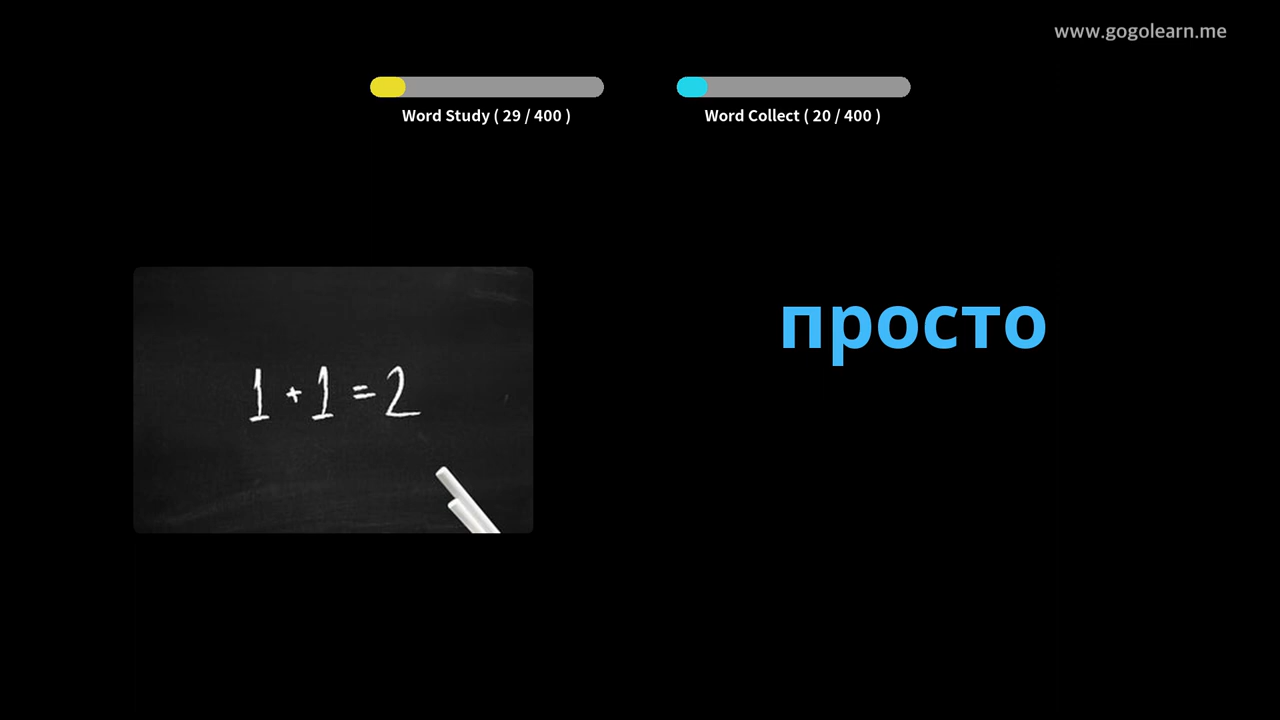 www.gogolearn.me
Word Study ( 29 / 400 )
Word Collect ( 20 / 400 )
1 + 1 = 2
просто